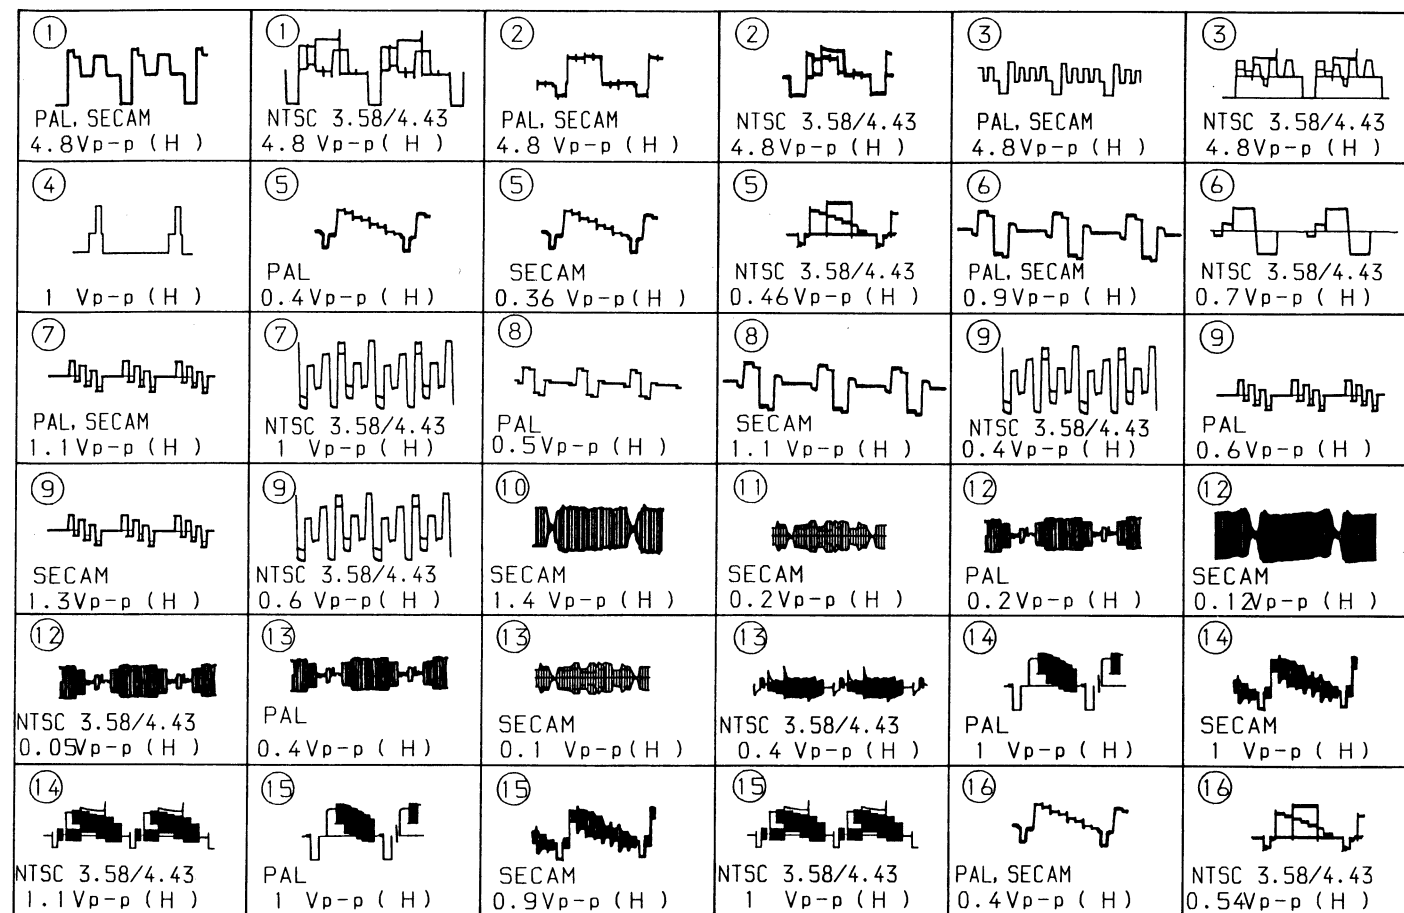 1
PAL, SECAM
4.8Vp-p (H )
1
NTSC 3.58/4.43
4.8 Vp-p( H )
2
PAL, SECAM
4.8 Vp-p ( H )
2
NTSC 3.58/4.43
4.8Vp-p ( H )
3
PAL, SECAM
4.8Vp-p ( H )
3
NTSC 3.58/4.43
4.8Vp-p ( H )
4
1 Vp-p ( H )
5
PAL
0.4Vp-p ( H )
5
SECAM
0.36 Vp-p( H )
5
NTSC 3.58/4.43
0.46Vp-p ( H )
6
PAL, SECAM
0.9Vp-p ( H )
6
NTSC 3.58/4.43
0.7Vp-p ( H )
7
PAL, SECAM
1.1Vp-p ( H )
7
NTSC 3.58/4.43
1 Vp-p ( H )
8
PAL
0.5Vp-p ( H )
8
SECAM
1.1 Vp-p ( H )
9
NTSC 3.58/4.43
0.4Vp-p ( H )
9
PAL
0.6Vp-p ( H )
9
SECAM
1.3Vp-p ( H )
9
NTSC 3.58/4.43
0.6 Vp-p ( H )
10
SECAM
1.4 Vp-p ( H )
11
SECAM
0.2Vp-p ( H )
12
PAL
0.2Vp-p ( H )
12
SECAM
0.12Vp-p ( H )
12
NTSC 3.58/4.43
0.05Vp-p ( H )
13
PAL
0.4Vp-p ( H )
13
SECAM
0.1 Vp-p( H )
13
NTSC 3.58/4.43
0.4 Vp-p ( H )
14
PAL
1 Vp-p ( H )
14
SECAM
1 Vp-p ( H )
14
NTSC 3.58/4.43
1.1Vp-p ( H )
15
PAL
1 Vp-p ( H )
15
SECAM
0.9Vp-p ( H )
15
NTSC 3.58/4.43
1 Vp-p ( H )
16
PAL, SECAM
0.4Vp-p ( H )
16
NTSC 3.58/4.43
0.54Vp-p ( H )